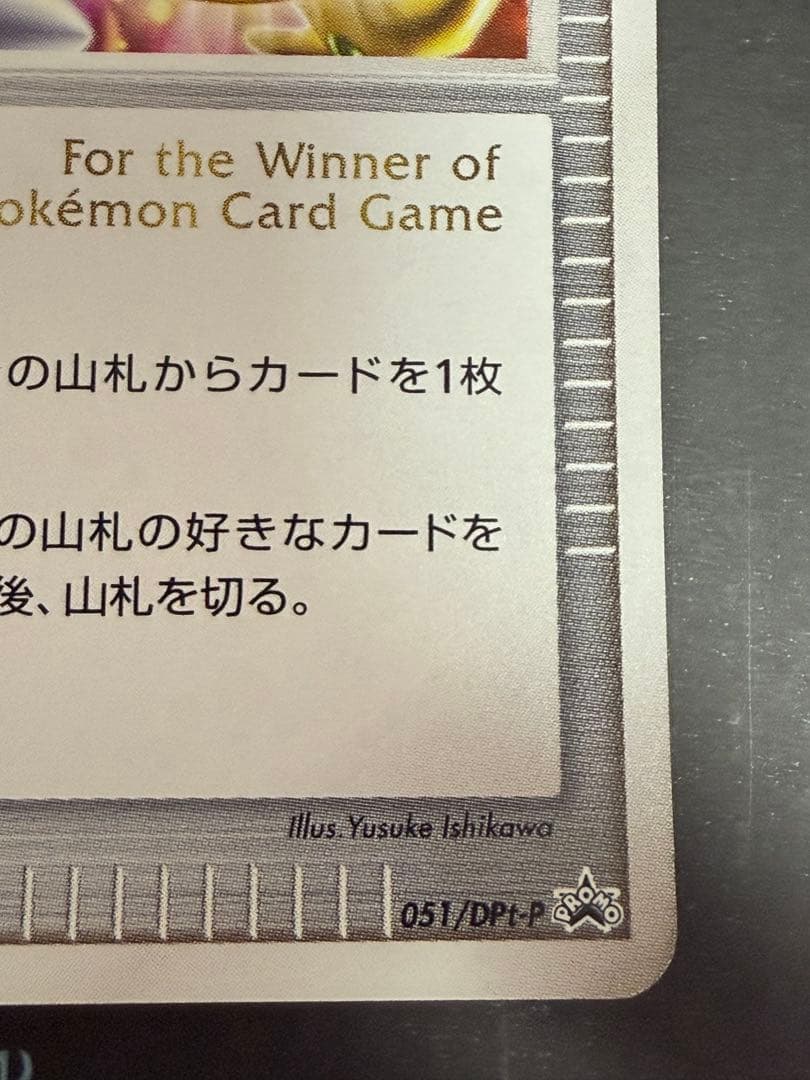 For the Winner of
okémon Card Game
の山札からカードを1枚
の山札の好きなカードを
後、山札を切る。
Illus. Yusuke Ishikawa
051/DPt-P PROMO